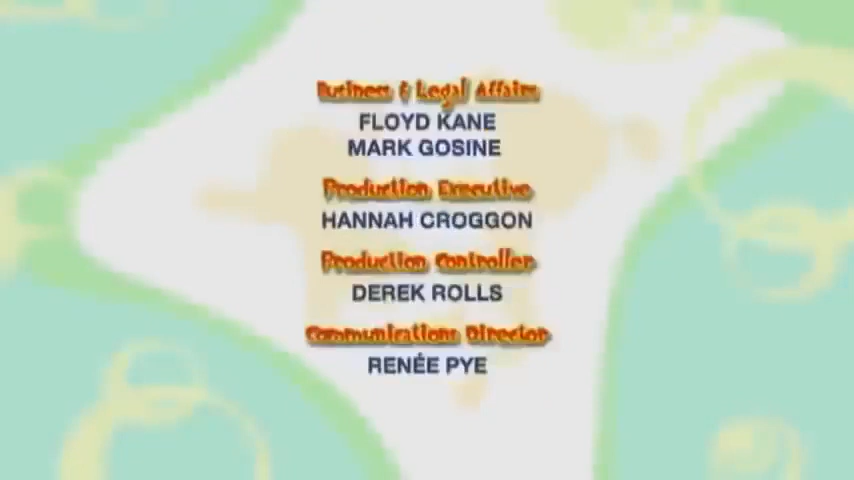 Business & Legal Affairs
FLOYD KANE
MARK GOSINE
Production Executive
HANNAH CROGGON
Production Controller
DEREK ROLLS
Communications Director
RENÉE PYE